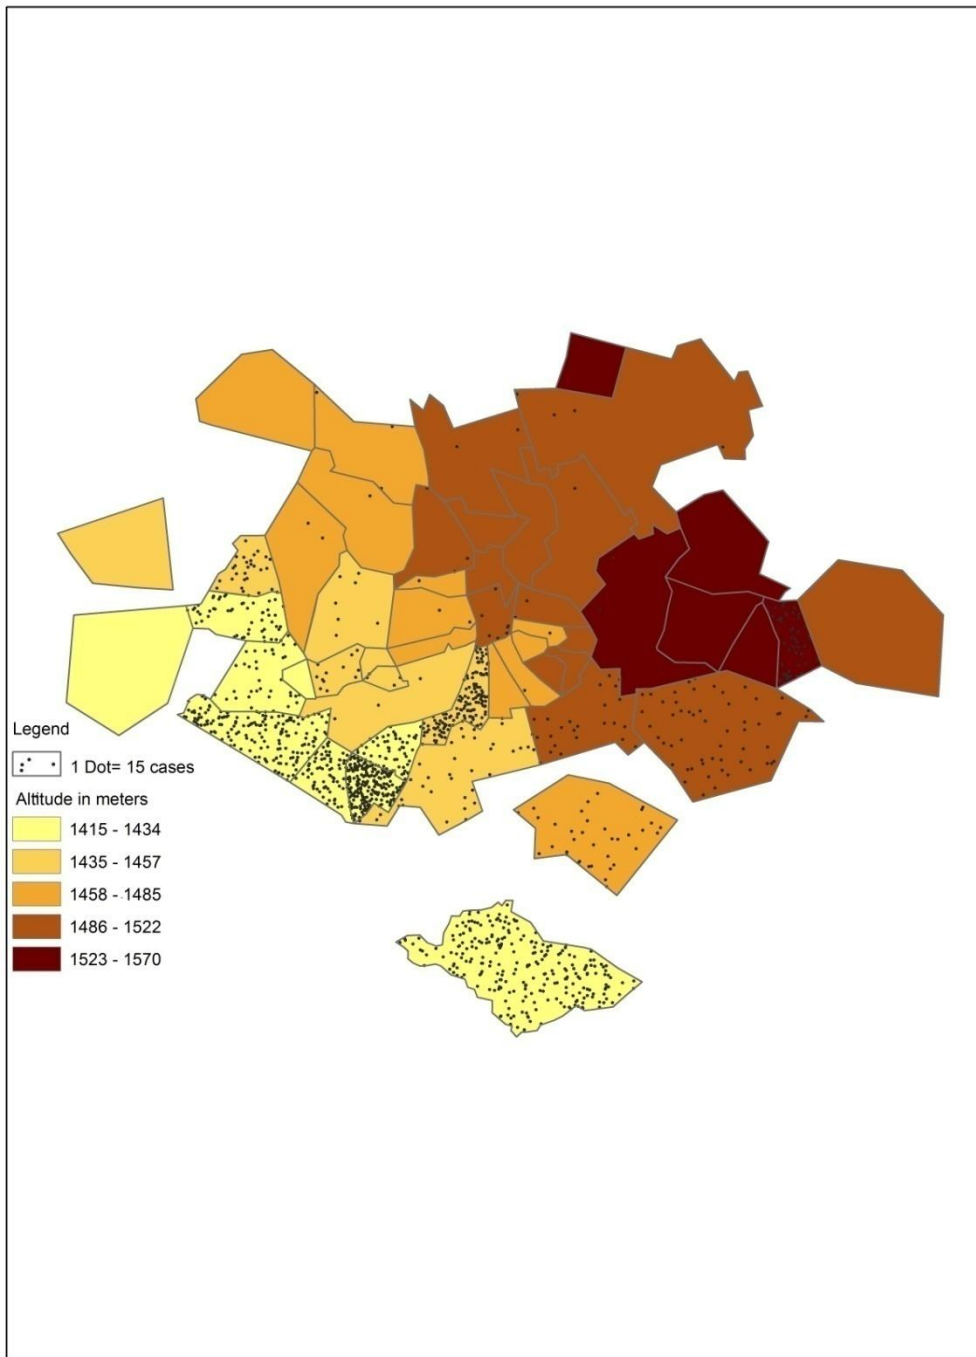 Legend
1 Dot= 15 cases
Altitude in meters
1415 - 1434
1435 - 1457
1458 - 1485
1486 - 1522
1523 - 1570